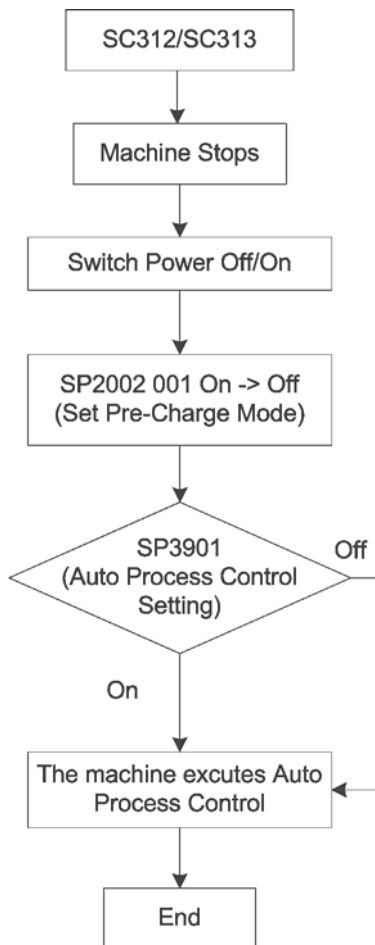 SC312/SC313
Machine Stops
Switch Power Off/On
SP2002 001 On -> Off
(Set Pre-Charge Mode)
SP3901
(Auto Process Control
Setting)
Off
On
The machine excutes Auto
Process Control
End